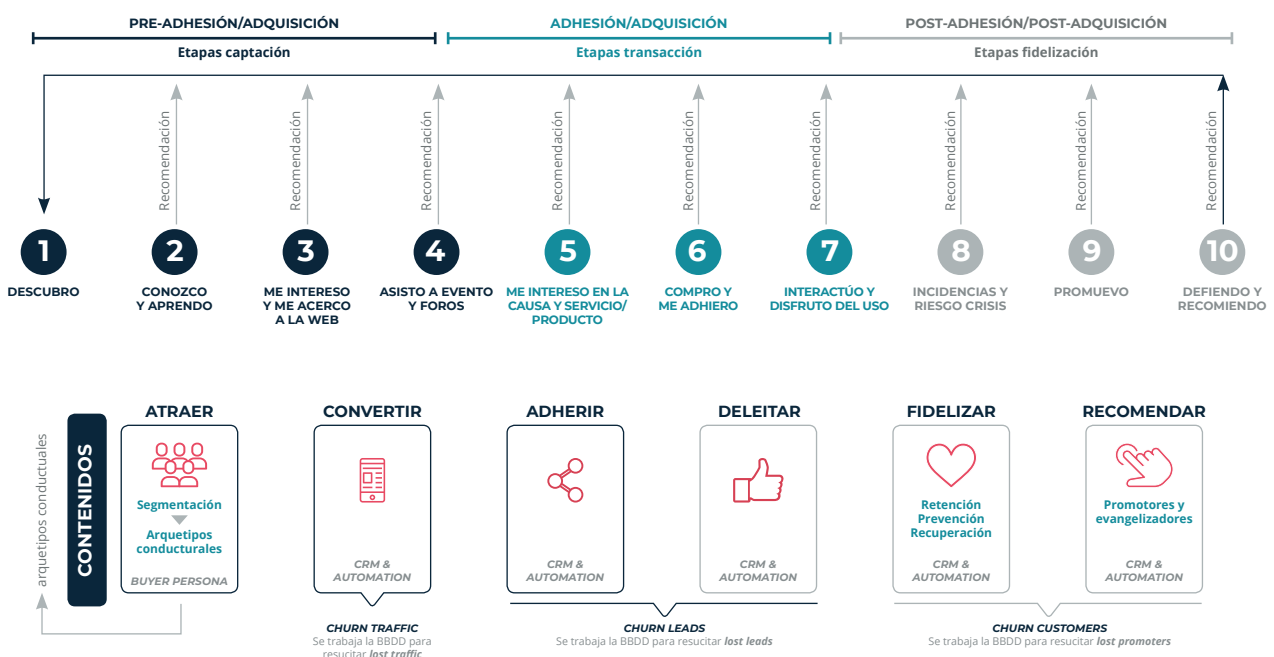 PRE-ADHESIÓN/ADQUISICIÓN
Etapas captación
ADHESIÓN/ADQUISICIÓN
Etapas transacción
POST-ADHESIÓN/POST-ADQUISICIÓN
Etapas fidelización
Recomendación
Recomendación
Recomendación
Recomendación
Recomendación
Recomendación
Recomendación
Recomendación
Recomendación
1
DESCUBRO
2
CONOZCO
Y APRENDO
3
ME INTERESO
Y ME ACERCO
A LA WEB
4
ASISTO A EVENTO
Y FOROS
5
ME INTERESO EN LA
CAUSA Y SERVICIO/
PRODUCTO
6
COMPRO Y
ME ADHIERO
7
INTERACTÚO Y
DISFRUTO DEL USO
8
INCIDENCIAS Y
RIESGO CRISIS
9
PROMUEVO
10
DEFIENDO Y
RECOMIENDO
arquetipos conductuales
CONTENIDOS
ATRAER
Segmentación
Arquetipos
conducturales
BUYER PERSONA
CONVERTIR
CRM &
AUTOMATION
CHURN TRAFFIC
Se trabaja la BBDD para
resucitar lost traffic
ADHERIR
CRM &
AUTOMATION
DELEITAR
CRM &
AUTOMATION
CHURN LEADS
Se trabaja la BBDD para resucitar lost leads
FIDELIZAR
Retención
Prevención
Recuperación
CRM &
AUTOMATION
RECOMENDAR
Promotores y
evangelizadores
CRM &
AUTOMATION
CHURN CUSTOMERS
Se trabaja la BBDD para resucitar lost promoters